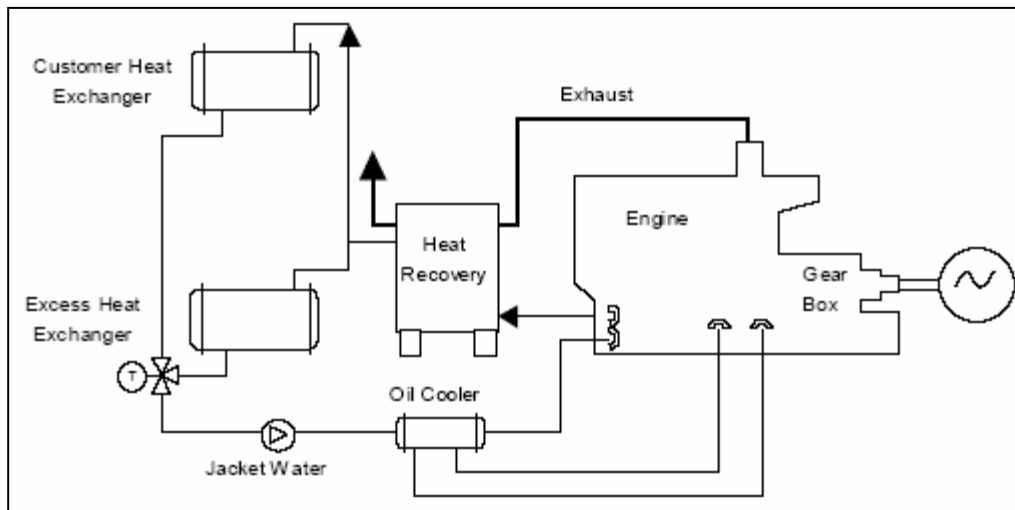 Customer Heat
Exchanger
Exhaust
Engine
Heat
Recovery
Gear
Box
Excess Heat
Exchanger
T
Oil Cooler
Jacket Water